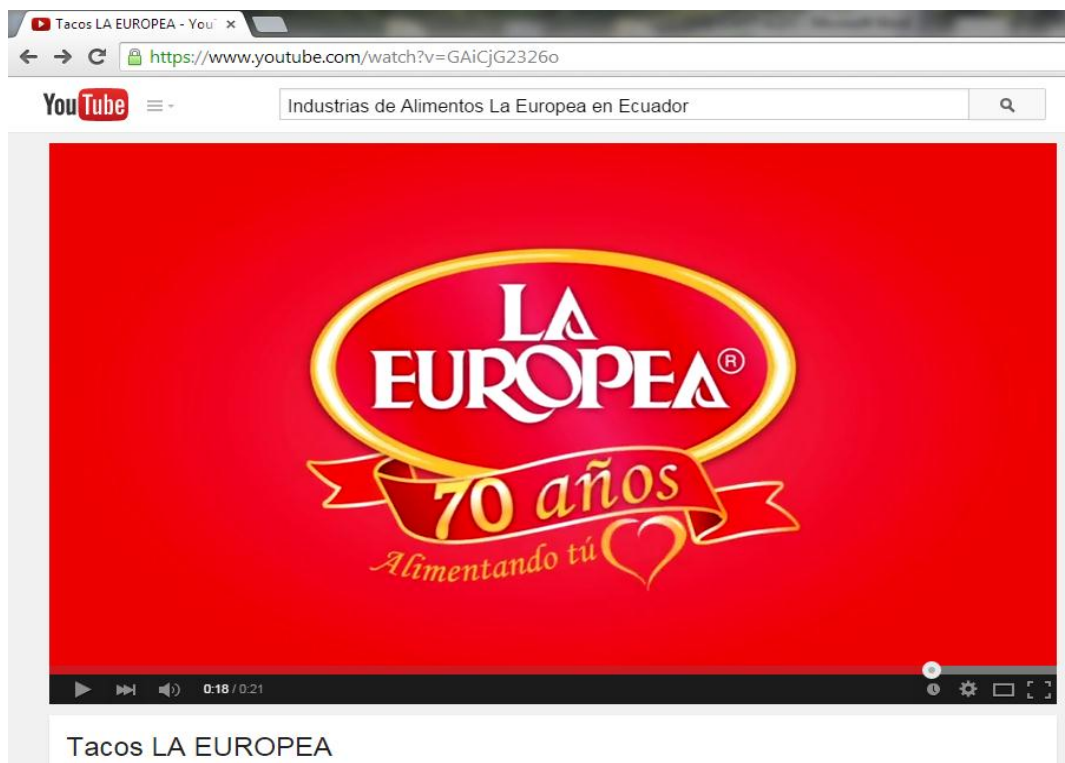 Tacos LA EUROPEA - You
https://www.youtube.com/watch?v=GAiCjG2326o
YouTube
Industrias de Alimentos La Europea en Ecuador
LA
EUROPEA®
70 años
Alimentando tú
0:18 / 0:21
Tacos LA EUROPEA